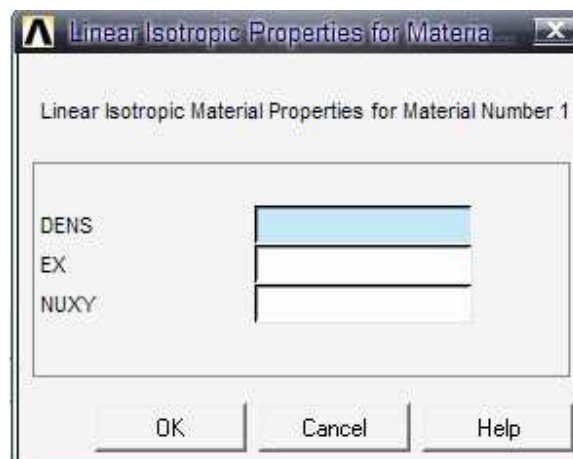 Linear Isotropic Properties for Materia...
Linear Isotropic Material Properties for Material Number 1
DENS
EX
NUXY
OK Cancel Help